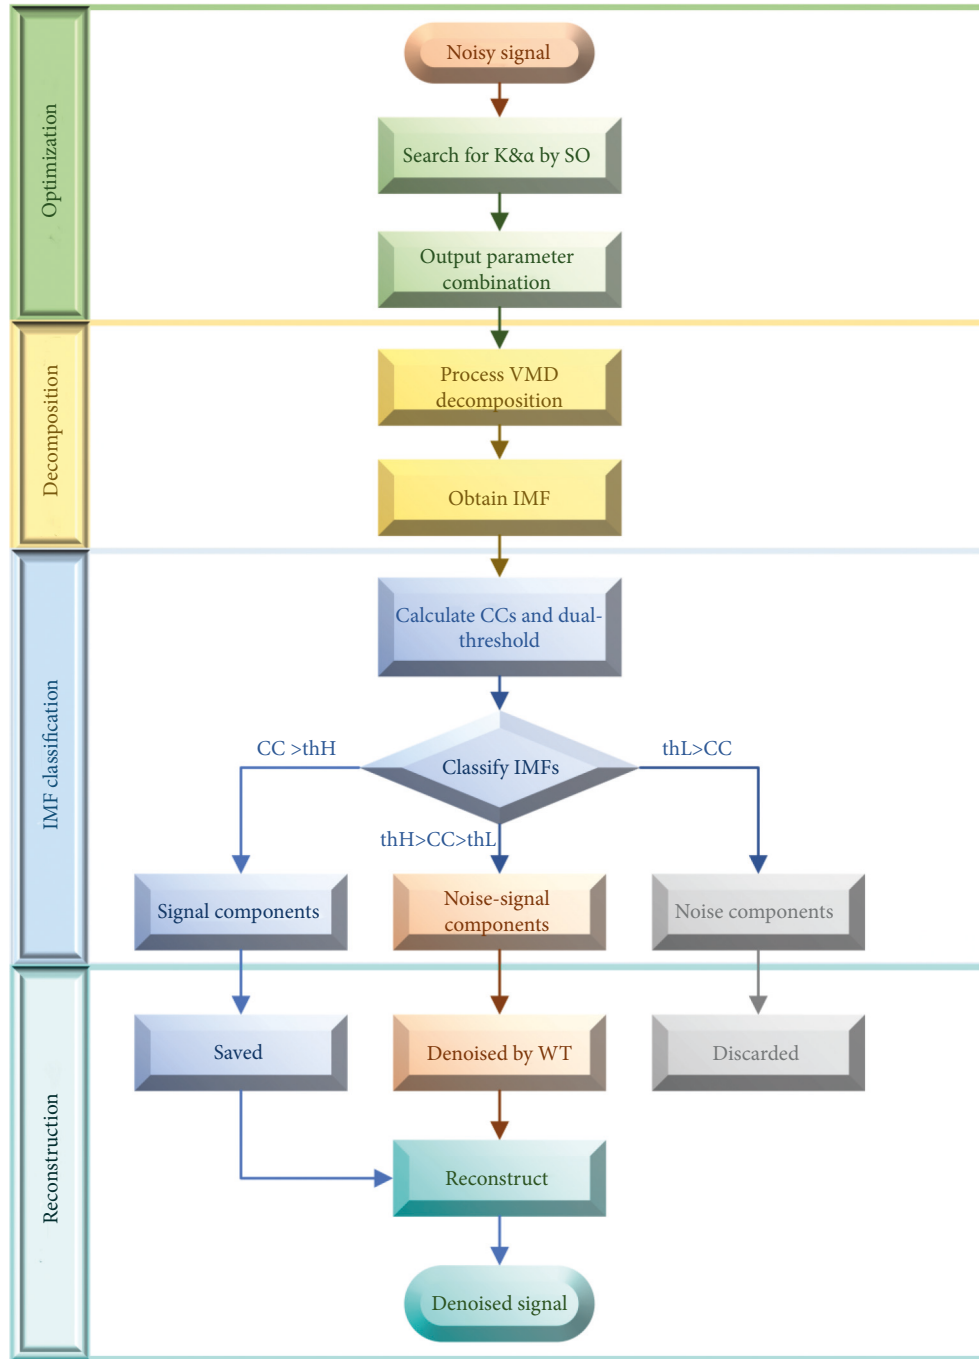 Optimization
Noisy signal
Search for K&α by SO
Output parameter
combination
Decomposition
Process VMD
decomposition
Obtain IMF
IMF classification
Calculate CCs and dual-
threshold
CC >thH
Classify IMFs
thL>CC
thH>CC>thL
Signal components
Noise-signal
components
Noise components
Reconstruction
Saved
Denoised by WT
Discarded
Reconstruct
Denoised signal